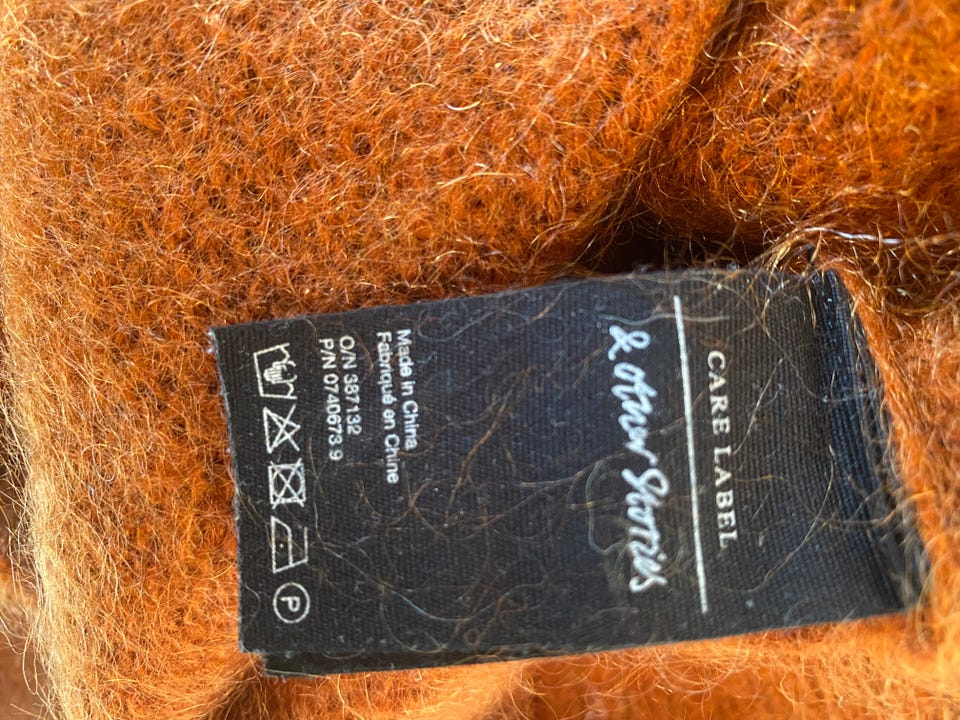 CARE LABEL
& Other Stories
Made in China
Fabriqué en Chine
O/N 387132
P/N 0740673.9
P